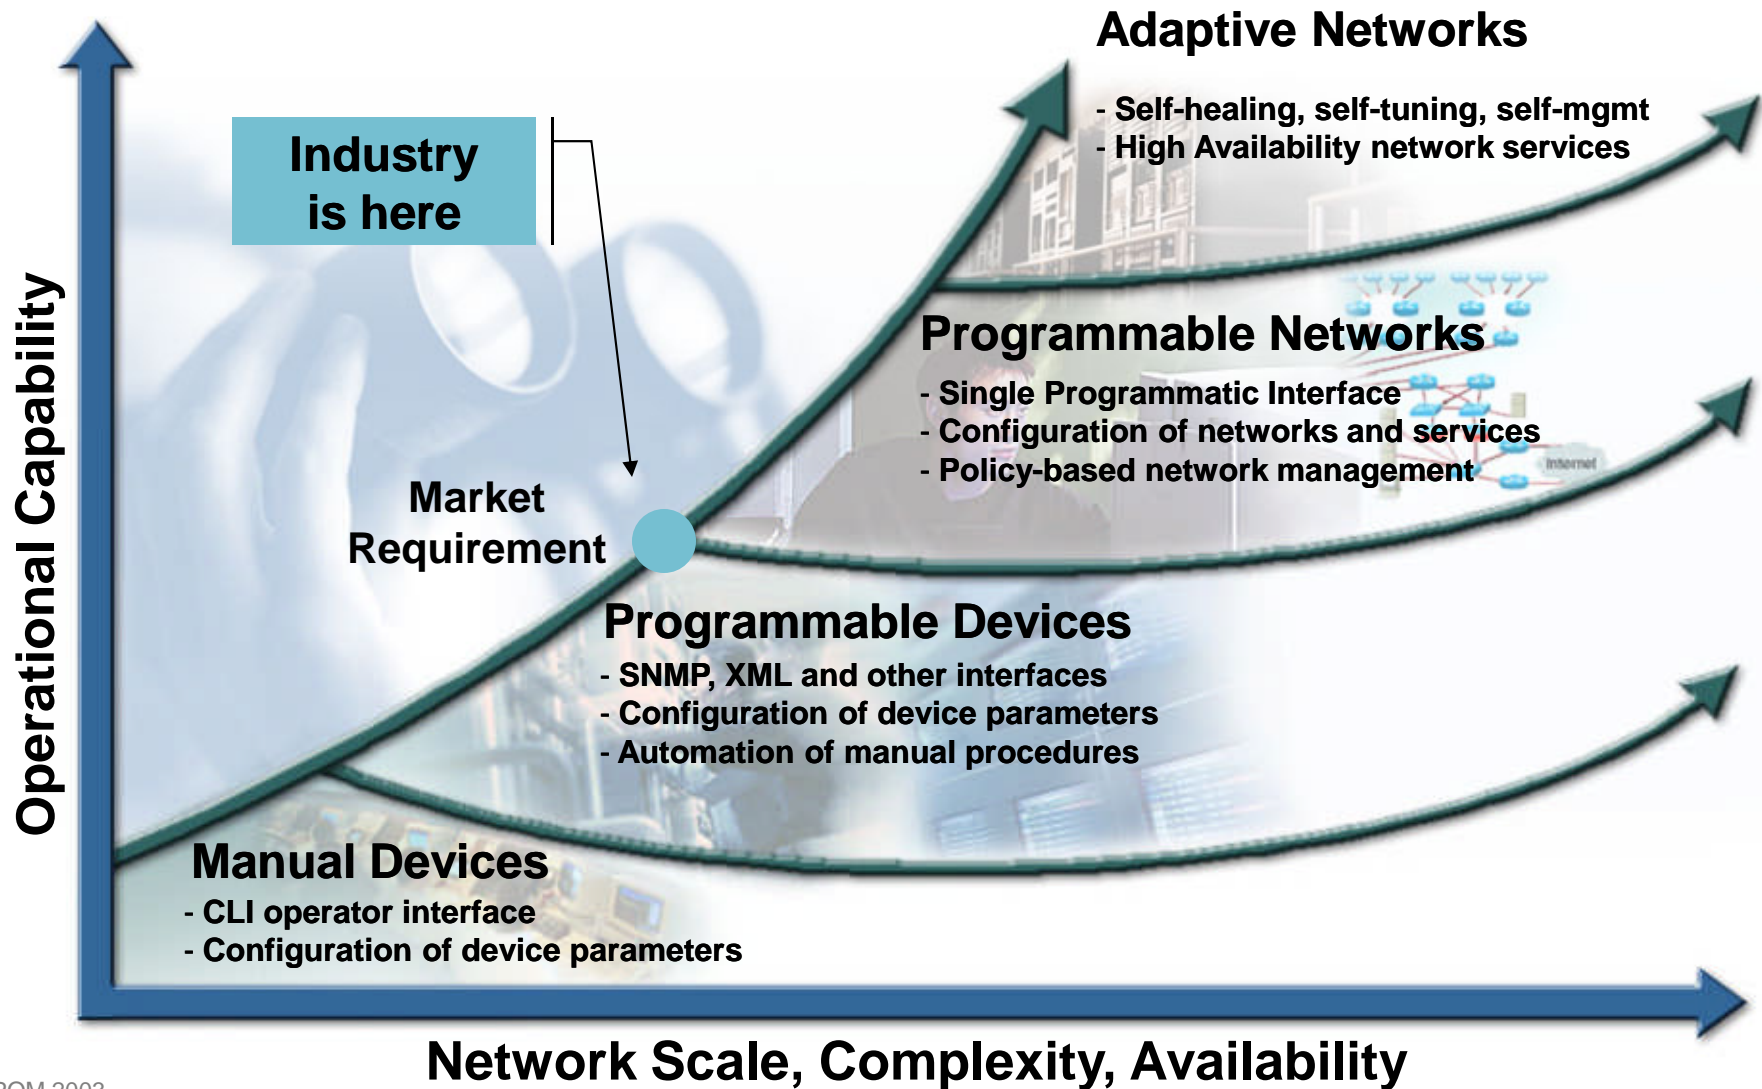 Adaptive Networks
- Self-healing, self-tuning, self-mgmt
- High Availability network services
Industry
is here
Programmable Networks
- Single Programmatic Interface
- Configuration of networks and services
- Policy-based network management
Internet
Market
Requirement
Programmable Devices
- SNMP, XML and other interfaces
- Configuration of device parameters
- Automation of manual procedures
Manual Devices
- CLI operator interface
- Configuration of device parameters
Operational Capability
Network Scale, Complexity, Availability
2003